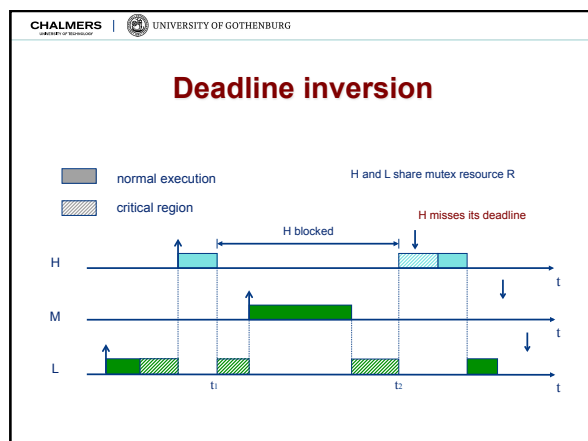 CHALMERS | UNIVERSITY OF GOTHENBURG
UNIVERSITY OF TECHNOLOGY
Deadline inversion
normal execution
H and L share mutex resource R
critical region
H misses its deadline
H blocked
H
t
M
t
L
t
t1
t2